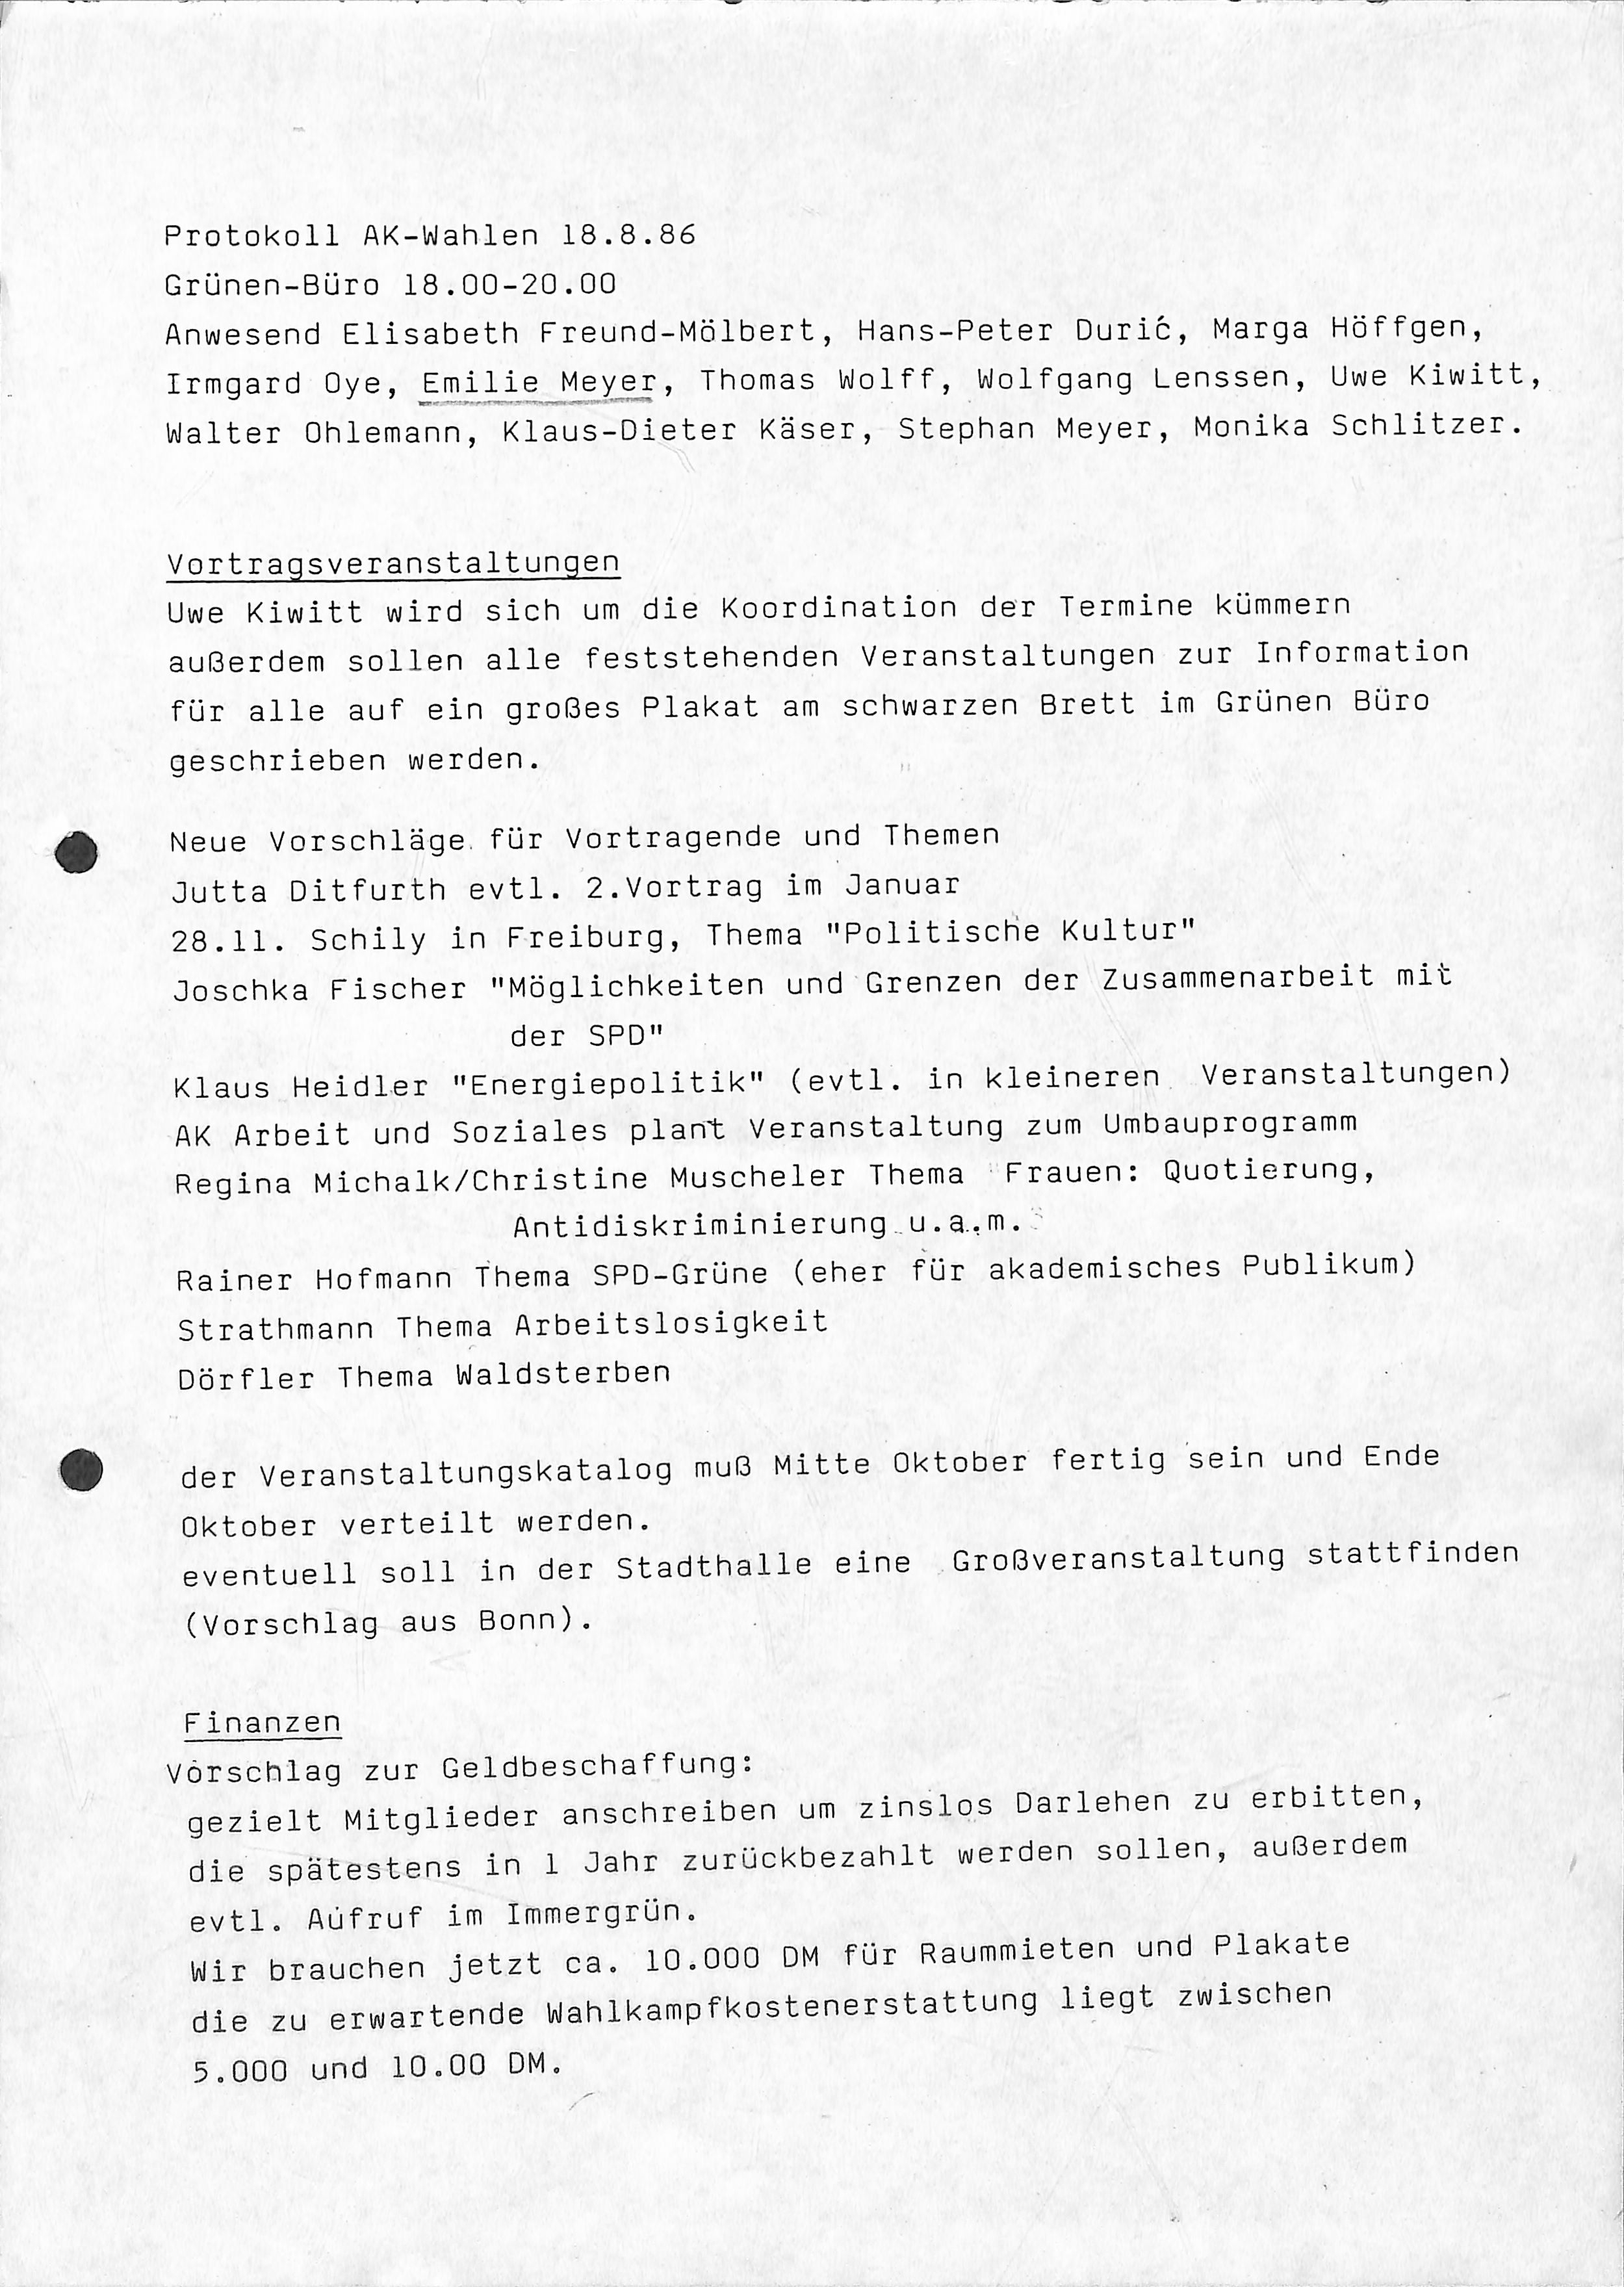 Protokoll AK-Wahlen 18.8.86
Grünen-Büro 18.00-20.00
Anwesend Elisabeth Freund-Mölbert, Hans-Peter Durić, Marga Höffgen,
Irmgard Oye, Emilie Meyer, Thomas Wolff, Wolfgang Lenssen, Uwe Kiwitt,
Walter Ohlemann, Klaus-Dieter Käser, Stephan Meyer, Monika Schlitzer.
Vortragsveranstaltungen
Uwe Kiwitt wird sich um die Koordination der Termine kümmern
außerdem sollen alle feststehenden Veranstaltungen zur Information
für alle auf ein großes Plakat am schwarzen Brett im Grünen Büro
geschrieben werden.
Neue Vorschläge für Vortragende und Themen
Jutta Ditfurth evtl. 2.Vortrag im Januar
28.11. Schily in Freiburg, Thema "Politische Kultur"
Joschka Fischer "Möglichkeiten und Grenzen der Zusammenarbeit mit
der SPD"
Klaus Heidler "Energiepolitik" (evtl. in kleineren Veranstaltungen)
AK Arbeit und Soziales plant Veranstaltung zum Umbauprogramm
Regina Michalk/Christine Muscheler Thema "Frauen: Quotierung,
Antidiskriminierung u.a.m."
Rainer Hofmann Thema SPD-Grüne (eher für akademisches Publikum)
Strathmann Thema Arbeitslosigkeit
Dörfler Thema Waldsterben
der Veranstaltungskatalog muß Mitte Oktober fertig sein und Ende
Oktober verteilt werden.
eventuell soll in der Stadthalle eine Großveranstaltung stattfinden
(Vorschlag aus Bonn).
Finanzen
Vorschlag zur Geldbeschaffung:
gezielt Mitglieder anschreiben um zinslos Darlehen zu erbitten,
die spätestens in 1 Jahr zurückbezahlt werden sollen, außerdem
evtl. Aufruf im Immergrün.
Wir brauchen jetzt ca. 10.000 DM für Raummieten und Plakate
die zu erwartende Wahlkampfkostenerstattung liegt zwischen
5.000 und 10.00 DM.